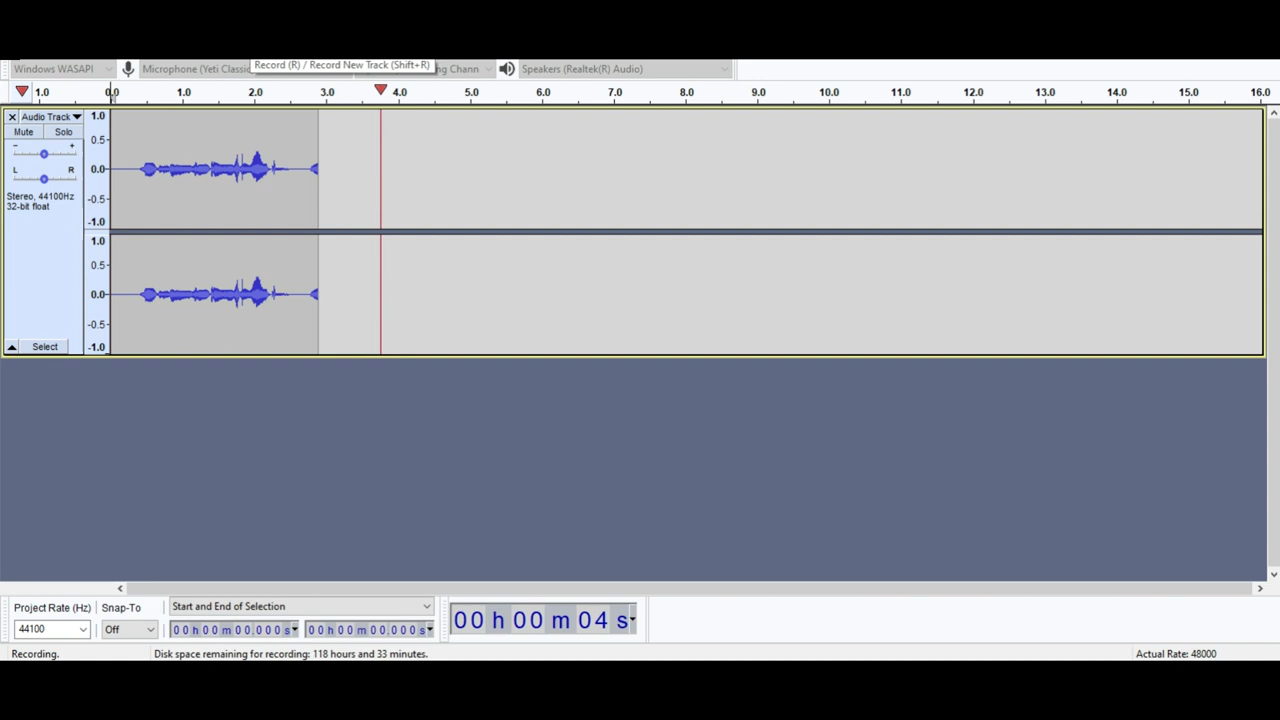 Windows WASAPI Microphone (Yeti Classic Record (R) / Record New Track (Shift+R) ng Chann Speakers (Realtek(R) Audio)
1.0 0.0 1.0 2.0 3.0 4.0 5.0 6.0 7.0 8.0 9.0 10.0 11.0 12.0 13.0 14.0 15.0 16.0
Audio Track
Mute Solo
- +
L R
Stereo, 44100Hz
32-bit float
Select
1.0
0.5
0.0
-0.5
-1.0
1.0
0.5
0.0
-0.5
-1.0
Project Rate (Hz) Snap-To Start and End of Selection
44100 Off 00 h 00 m 00.000 s 00 h 00 m 00.000 s 00 h 00 m 04 s
Recording. Disk space remaining for recording: 118 hours and 33 minutes. Actual Rate: 48000